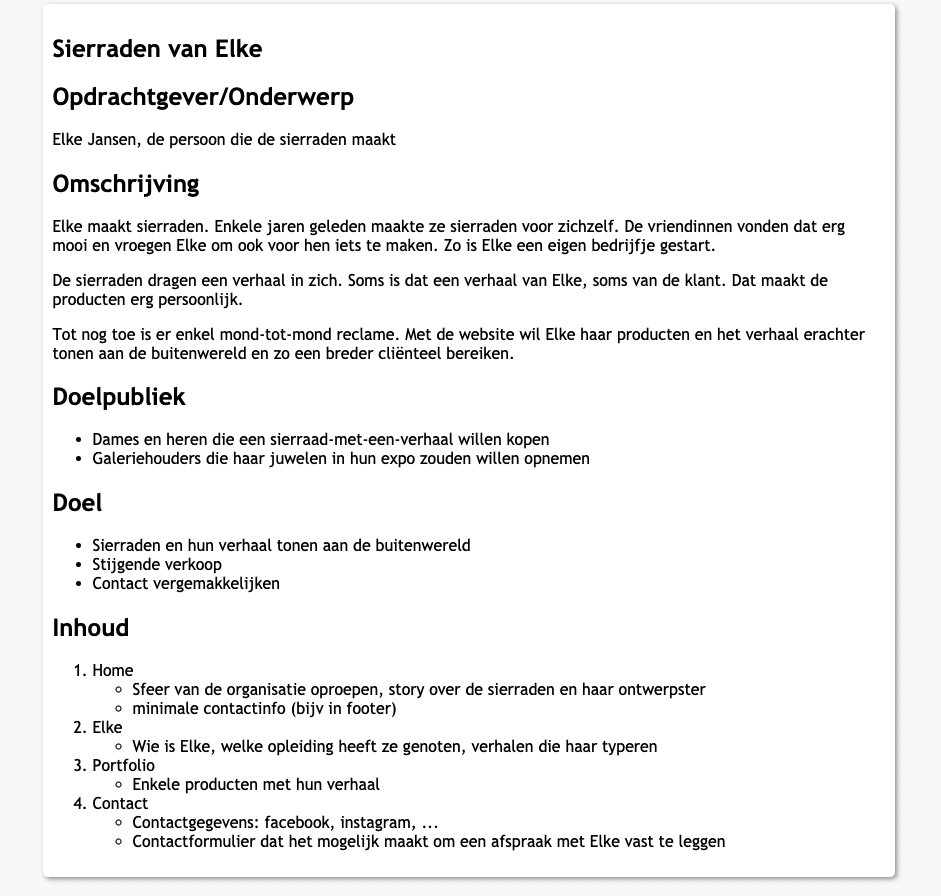 Sierraden van Elke
Opdrachtgever/Onderwerp
Elke Jansen, de persoon die de sierraden maakt
Omschrijving
Elke maakt sierraden. Enkele jaren geleden maakte ze sierraden voor zichzelf. De vriendinnen vonden dat erg
mooi en vroegen Elke om ook voor hen iets te maken. Zo is Elke een eigen bedrijfje gestart.
De sierraden dragen een verhaal in zich. Soms is dat een verhaal van Elke, soms van de klant. Dat maakt de
producten erg persoonlijk.
Tot nog toe is er enkel mond-tot-mond reclame. Met de website wil Elke haar producten en het verhaal erachter
tonen aan de buitenwereld en zo een breder cliënteel bereiken.
Doelpubliek
• Dames en heren die een sierraad-met-een-verhaal willen kopen
• Galeriehouders die haar juwelen in hun expo zouden willen opnemen
Doel
• Sierraden en hun verhaal tonen aan de buitenwereld
• Stijgende verkoop
• Contact vergemakkelijken
Inhoud
1. Home
◦ Sfeer van de organisatie oproepen, story over de sierraden en haar ontwerpster
◦ minimale contactinfo (bijv in footer)
2. Elke
◦ Wie is Elke, welke opleiding heeft ze genoten, verhalen die haar typeren
3. Portfolio
◦ Enkele producten met hun verhaal
4. Contact
◦ Contactgegevens: facebook, instagram, ...
◦ Contactformulier dat het mogelijk maakt om een afspraak met Elke vast te leggen